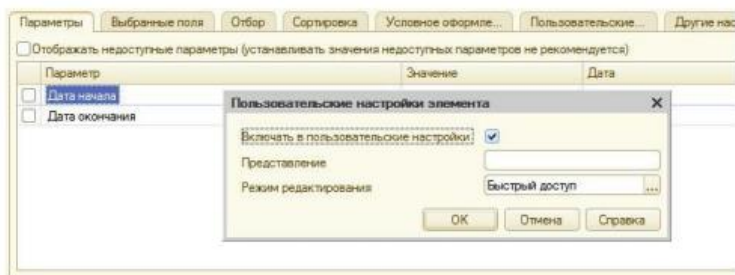 Параметры Выбранные поля Отбор Сортировка Условное оформле... Пользовательские... Другие нас
Отображать недоступные параметры (устанавливать значения недоступных параметров не рекомендуется)
Параметр Значение Дата
Дата начала
Дата окончания
Пользовательские настройки элемента
Включать в пользовательские настройки
Представление
Режим редактирования Быстрый доступ ...
ОК Отмена Справка